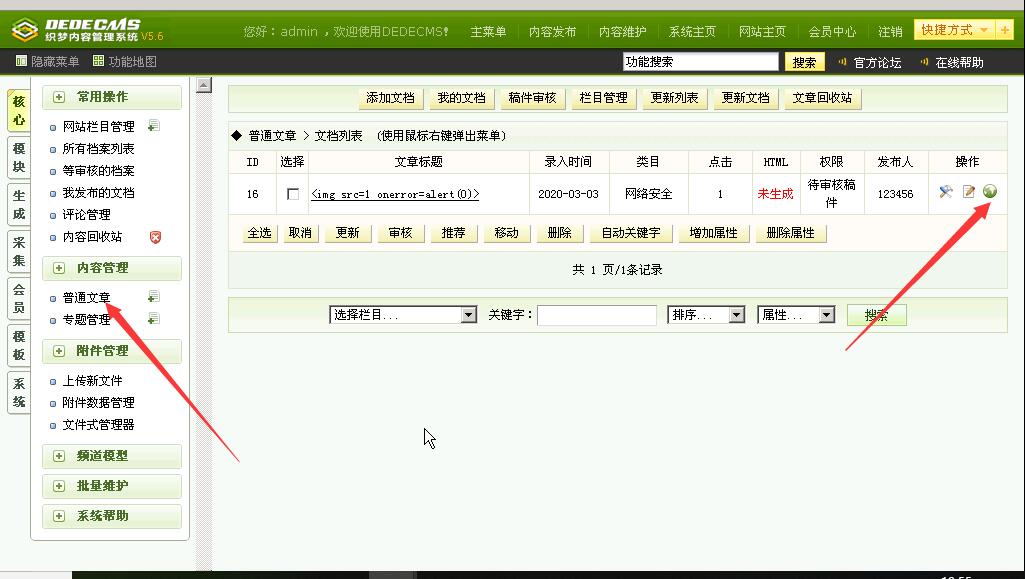 DEDECMS
织梦内容管理系统 V5.6
您好：admin ，欢迎使用DEDECMS！ 主菜单 内容发布 内容维护 系统主页 网站主页 会员中心 注销 快捷方式
隐藏菜单 功能地图 功能搜索 搜索 官方论坛 在线帮助
核心
模块
生成
采集
会员
模板
系统
常用操作
网站栏目管理
所有档案列表
等审核的档案
我发布的文档
评论管理
内容回收站
内容管理
普通文章
专题管理
附件管理
上传新文件
附件数据管理
文件式管理器
频道模型
批量维护
系统帮助
添加文档 我的文档 稿件审核 栏目管理 更新列表 更新文档 文章回收站
◆ 普通文章 > 文档列表 （使用鼠标右键弹出菜单）
ID 选择 文章标题 录入时间 类目 点击 HTML 权限 发布人 操作
16 <img src=1 onerror=alert(0)> 2020-03-03 网络安全 1 未生成 待审核稿件 123456
全选 取消 更新 审核 推荐 移动 删除 自动关键字 增加属性 删除属性
共 1 页/1条记录
选择栏目... 关键字： 排序... 属性... 搜索